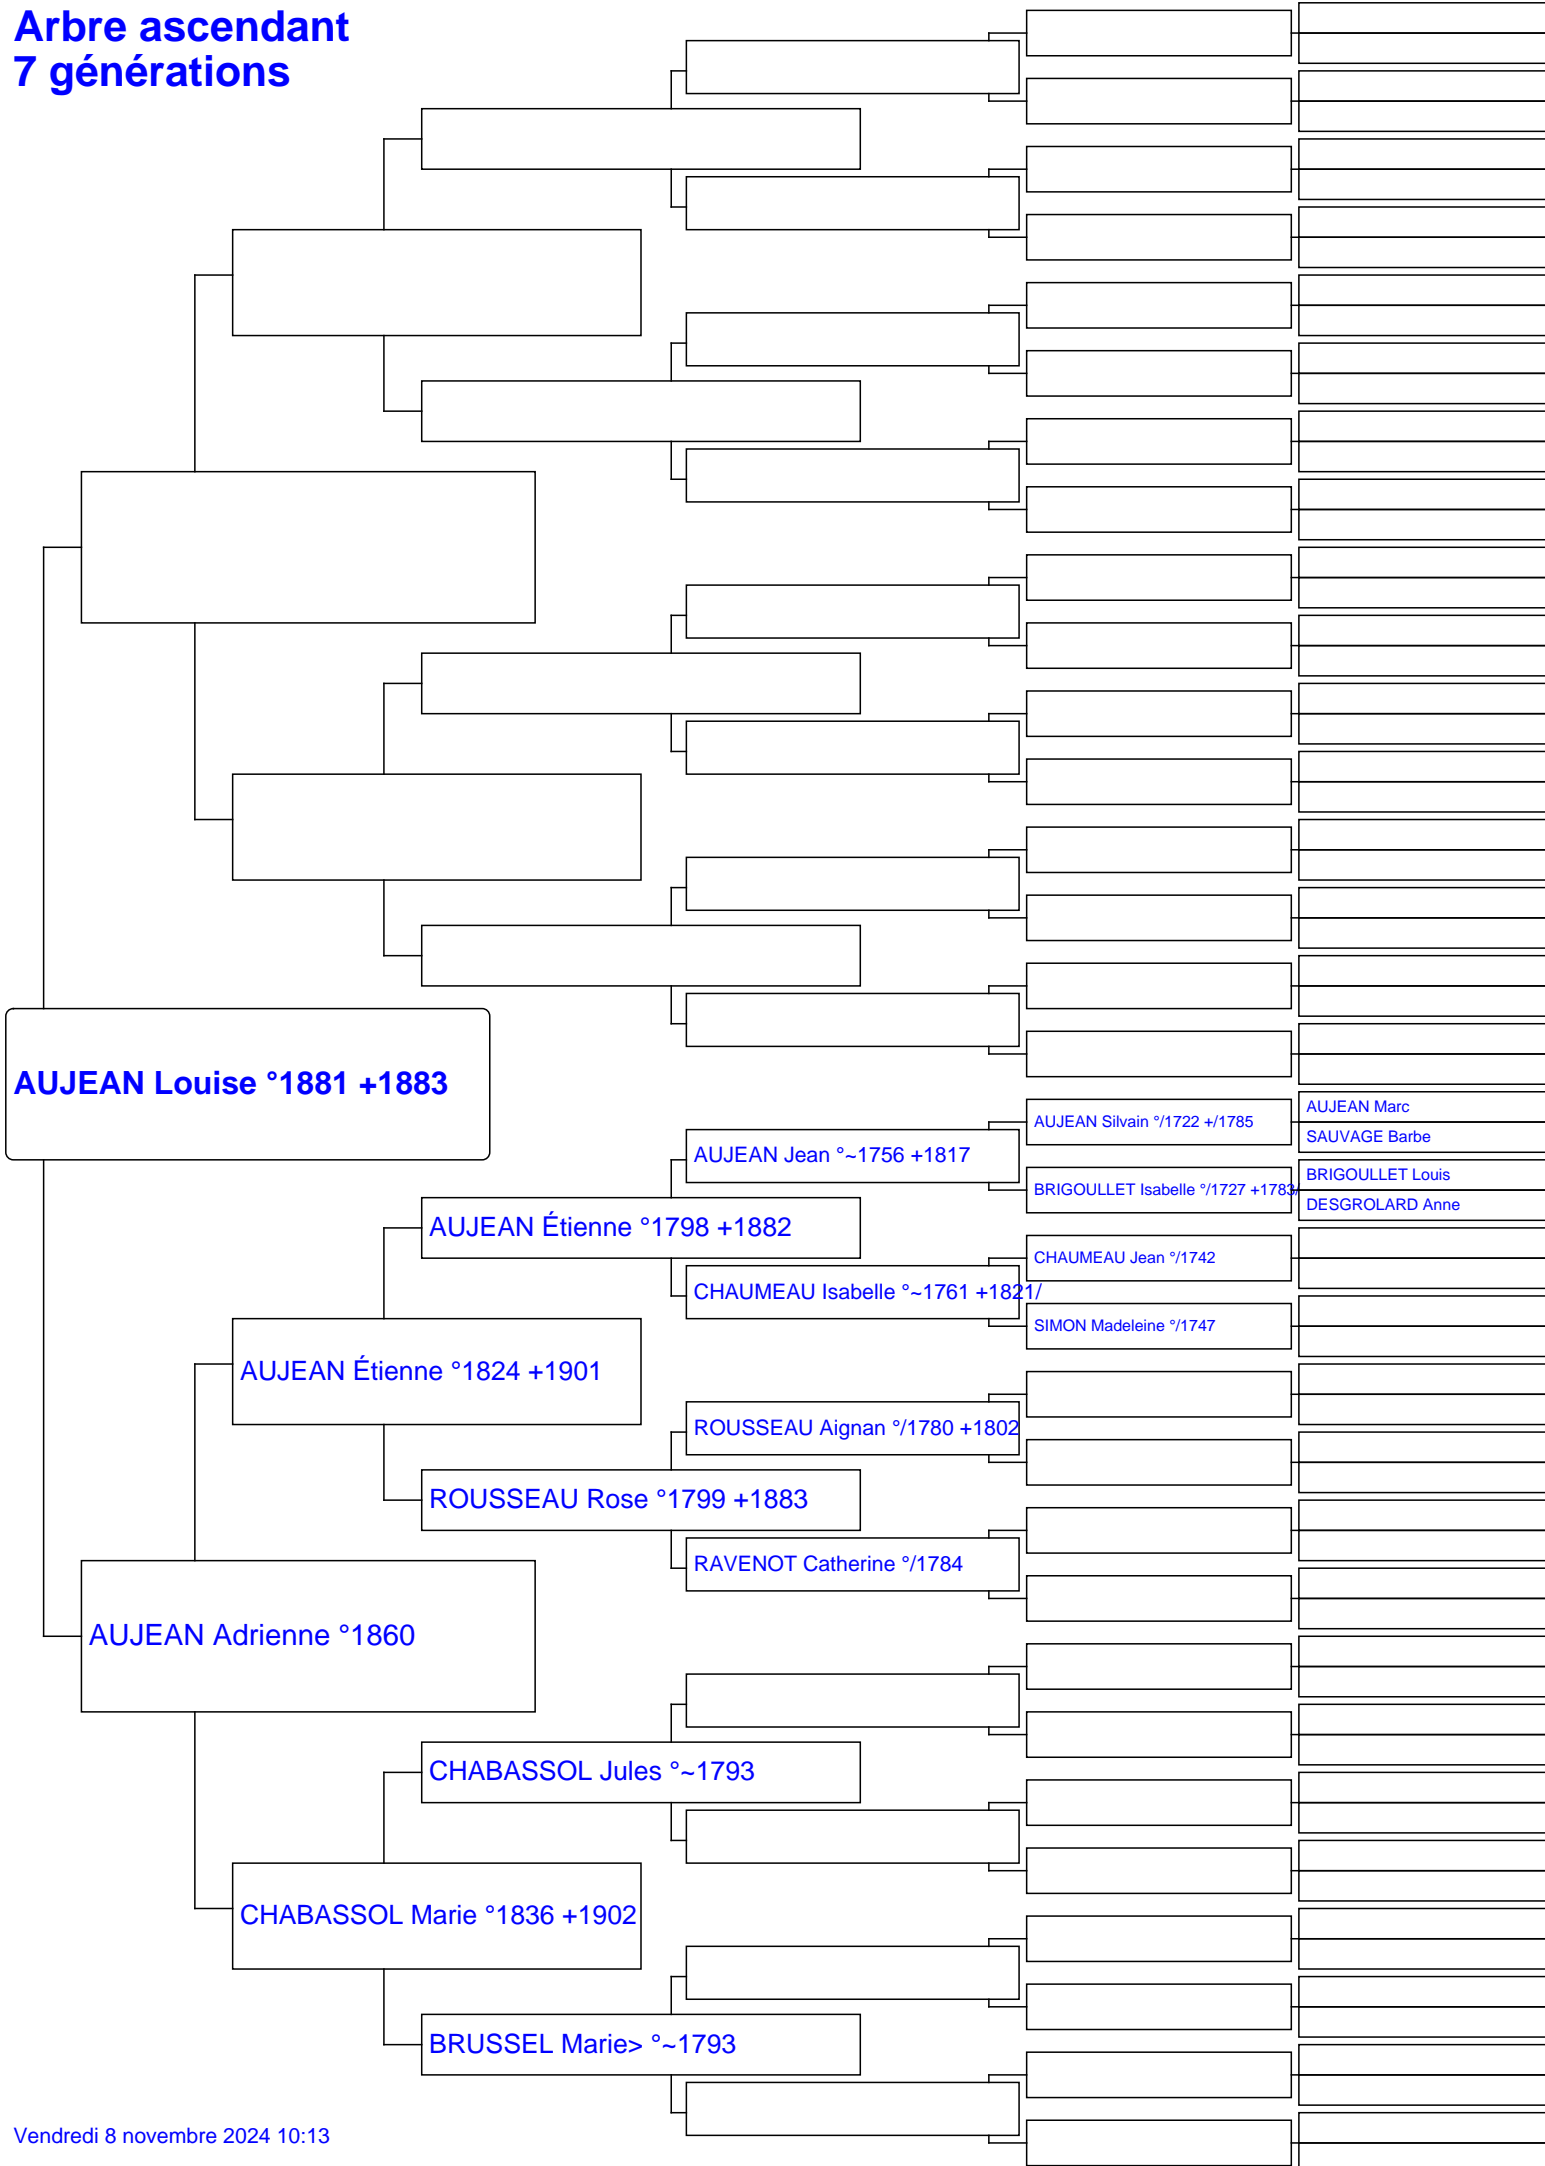 Arbre ascendant
7 générations
AUJEAN Louise °1881 +1883
AUJEAN Adrienne °1860
AUJEAN Étienne °1824 +1901
CHABASSOL Marie °1836 +1902
AUJEAN Étienne °1798 +1882
ROUSSEAU Rose °1799 +1883
CHABASSOL Jules °~1793
BRUSSEL Marie> °~1793
AUJEAN Jean °~1756 +1817
CHAUMEAU Isabelle °~1761 +1821/
ROUSSEAU Aignan °/1780 +1802
RAVENOT Catherine °/1784
AUJEAN Silvain °/1722 +/1785
BRIGOULLET Isabelle °/1727 +1783/
CHAUMEAU Jean °/1742
SIMON Madeleine °/1747
AUJEAN Marc
SAUVAGE Barbe
BRIGOULLET Louis
DESGROLARD Anne
Vendredi 8 novembre 2024 10:13